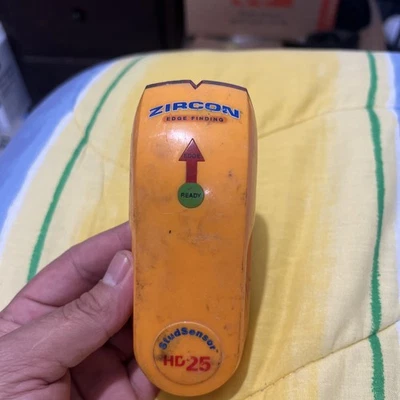 ZIRCON
EDGE FINDING
READY
StudSensor
HD·25